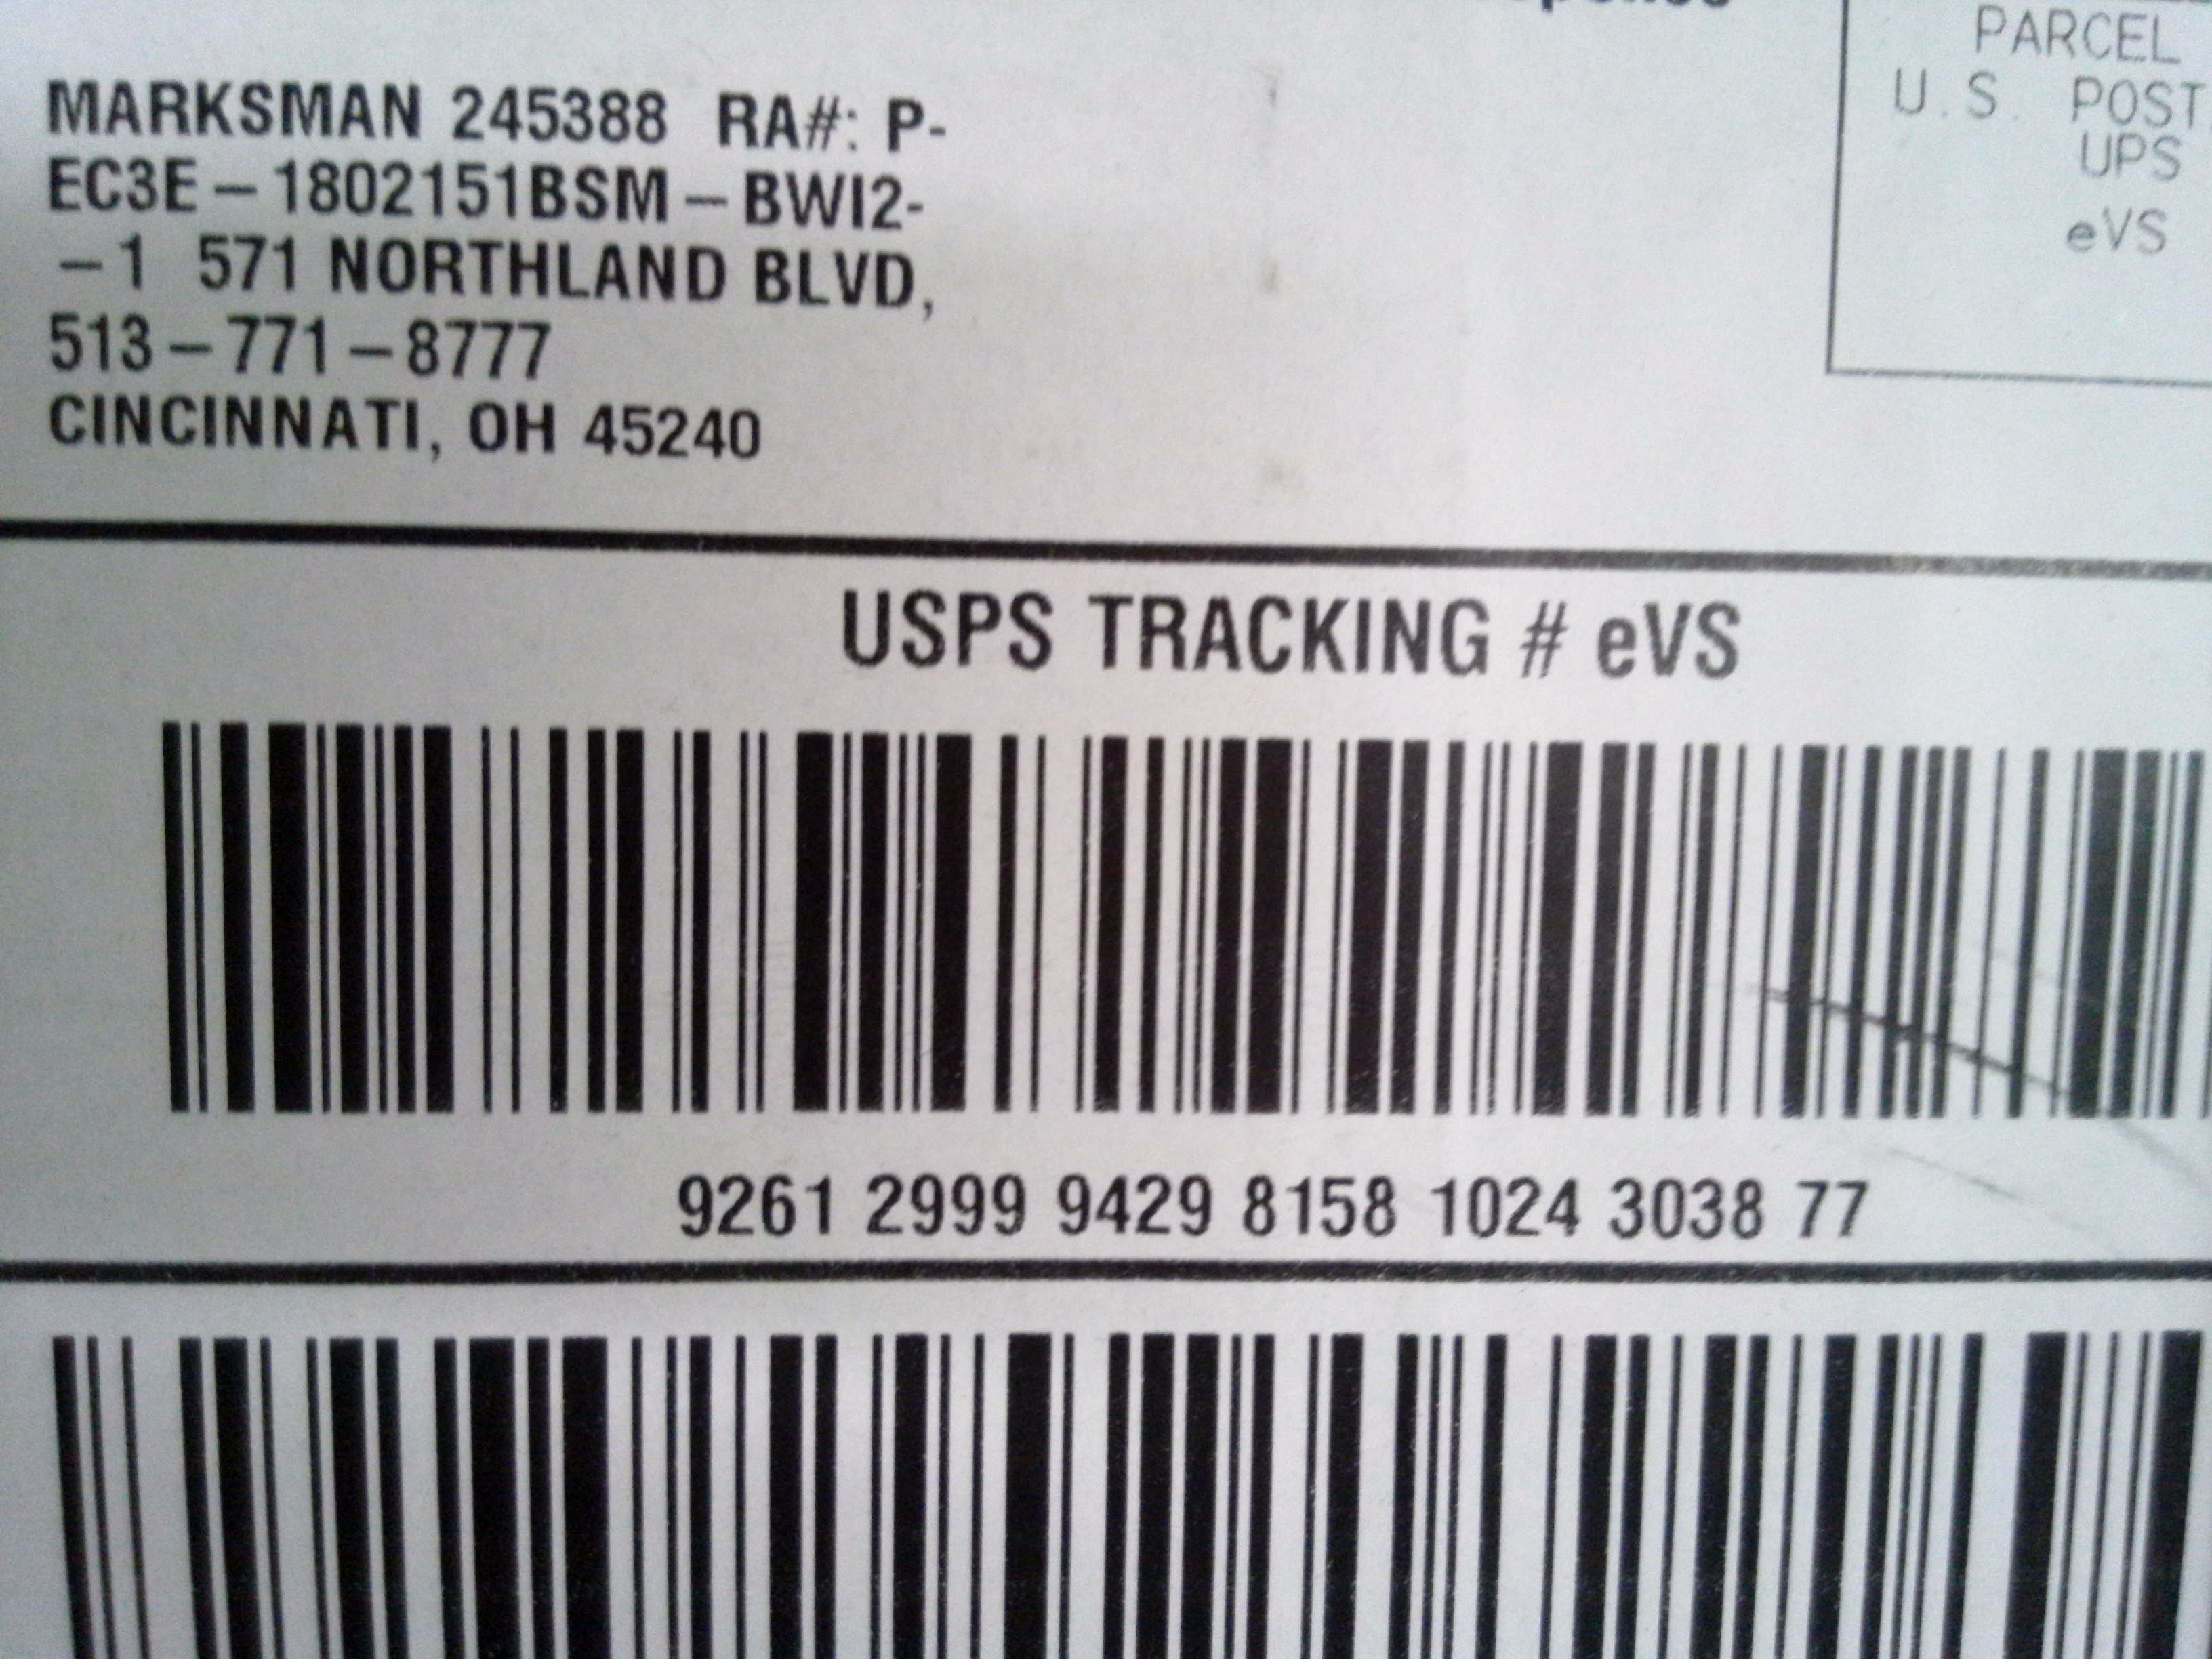 MARKSMAN 245388 RA#: P-
EC3E-1802151BSM-BWI2-
-1 571 NORTHLAND BLVD,
513-771-8777
CINCINNATI, OH 45240
PARCEL
U.S. POST
UPS
eVS
USPS TRACKING # eVS
9261 2999 9429 8158 1024 3038 77